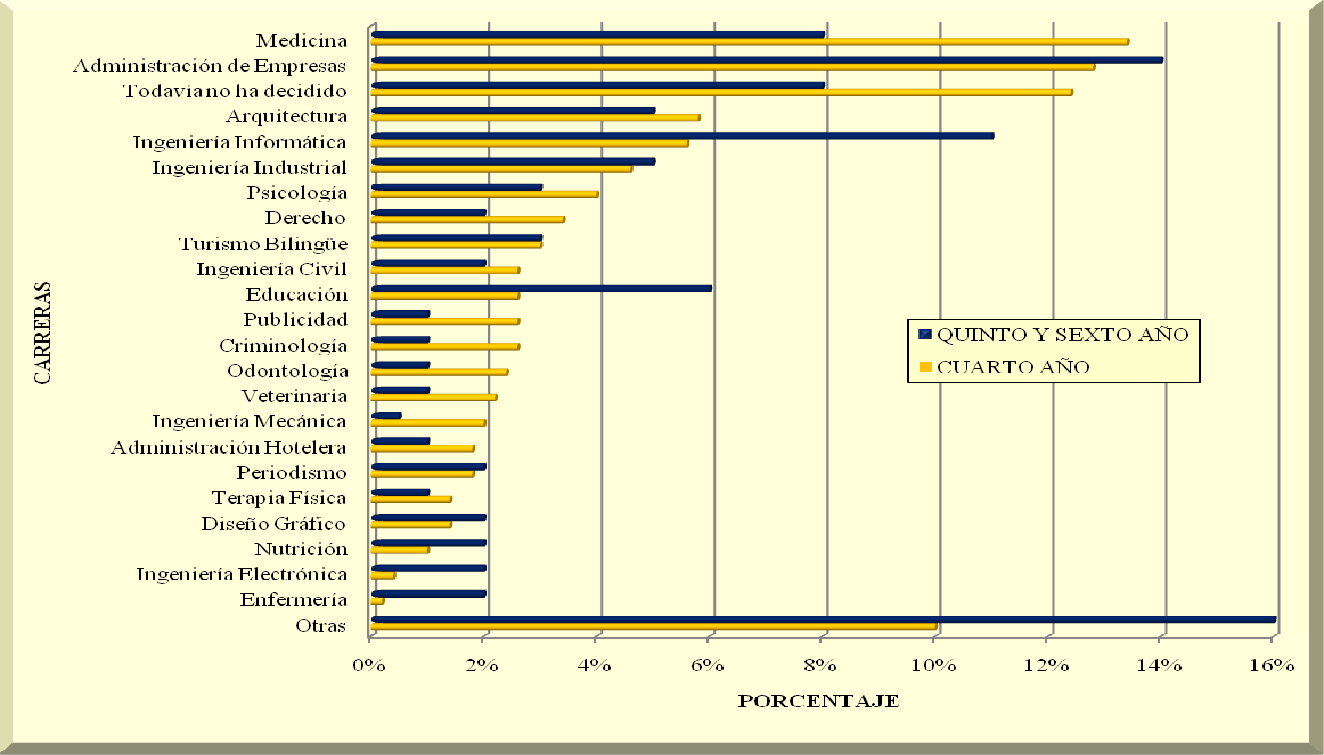 Medicina
Administración de Empresas
Todavía no ha decidido
Arquitectura
Ingeniería Informática
Ingeniería Industrial
Psicología
Derecho
Turismo Bilingüe
Ingeniería Civil
Educación
Publicidad
Criminología
Odontología
Veterinaria
Ingeniería Mecánica
Administración Hotelera
Periodismo
Terapia Física
Diseño Gráfico
Nutrición
Ingeniería Electrónica
Enfermería
Otras
CARRERAS
QUINTO Y SEXTO AÑO
CUARTO AÑO
0% 2% 4% 6% 8% 10% 12% 14% 16%
PORCENTAJE